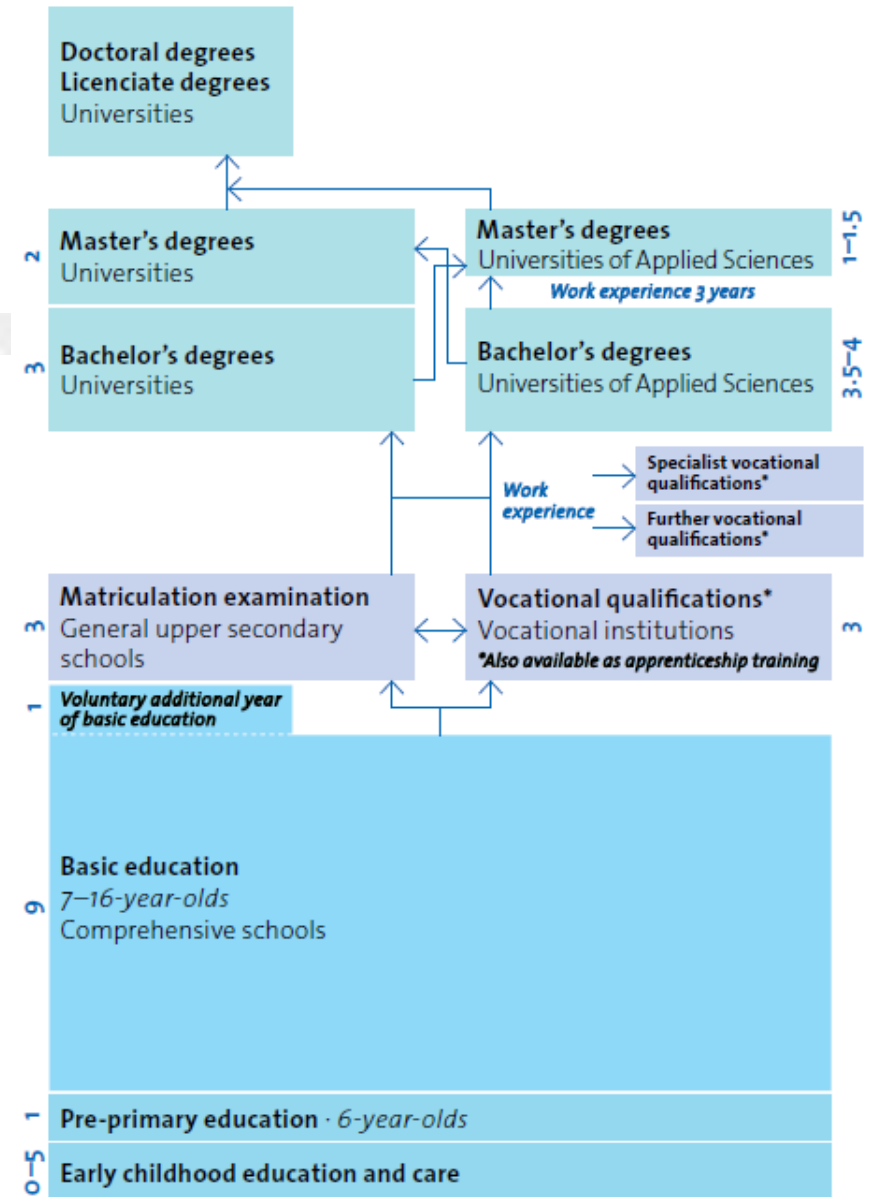 Doctoral degrees
Licenciate degrees
Universities
2
Master's degrees
Universities
Master's degrees
Universities of Applied Sciences
1–1.5
Work experience 3 years
3
Bachelor's degrees
Universities
Bachelor's degrees
Universities of Applied Sciences
3.5–4
Work
experience
Specialist vocational
qualifications*
Further vocational
qualifications*
3
Matriculation examination
General upper secondary
schools
Vocational qualifications*
Vocational institutions
*Also available as apprenticeship training
3
1
Voluntary additional year
of basic education
9
Basic education
7–16-year-olds
Comprehensive schools
1
Pre-primary education · 6-year-olds
0–5
Early childhood education and care